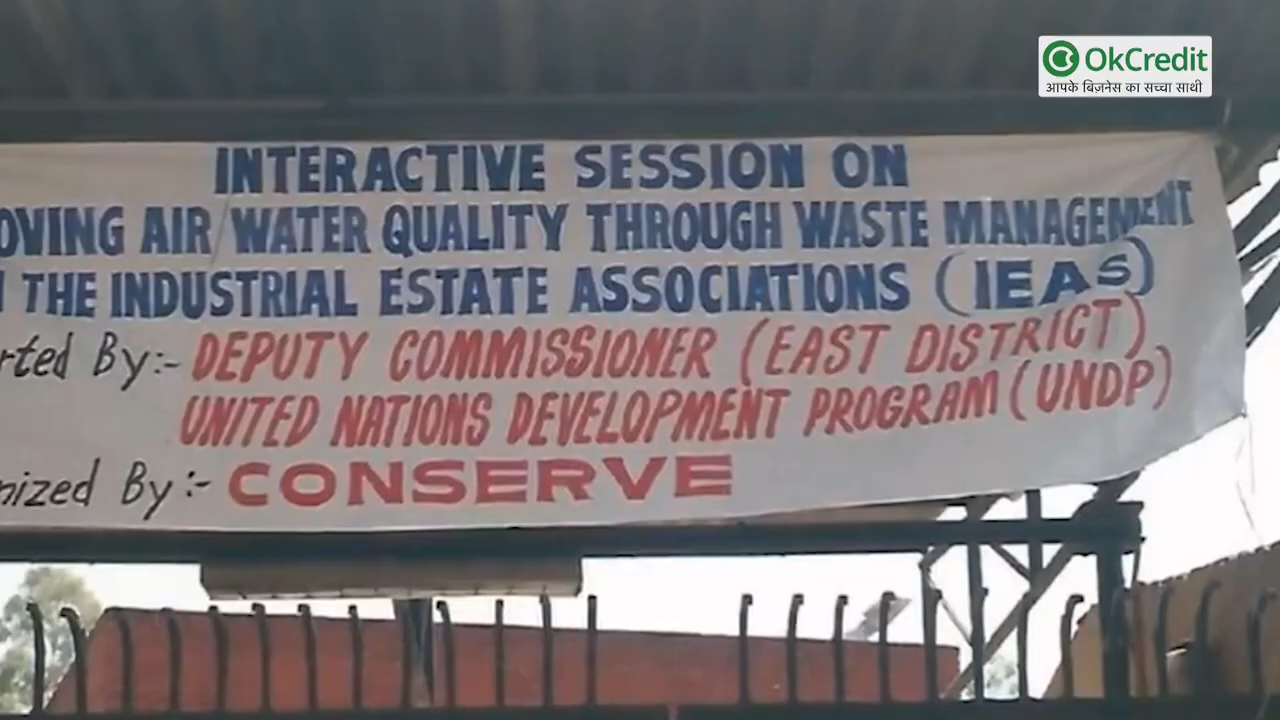 OkCredit
आपके बिज़नेस का सच्चा साथी
INTERACTIVE SESSION ON
OVING AIR WATER QUALITY THROUGH WASTE MANAGEMENT
THE INDUSTRIAL ESTATE ASSOCIATIONS (IEAS)
rted By:- DEPUTY COMMISSIONER (EAST DISTRICT)
UNITED NATIONS DEVELOPMENT PROGRAM (UNDP)
nized By:- CONSERVE